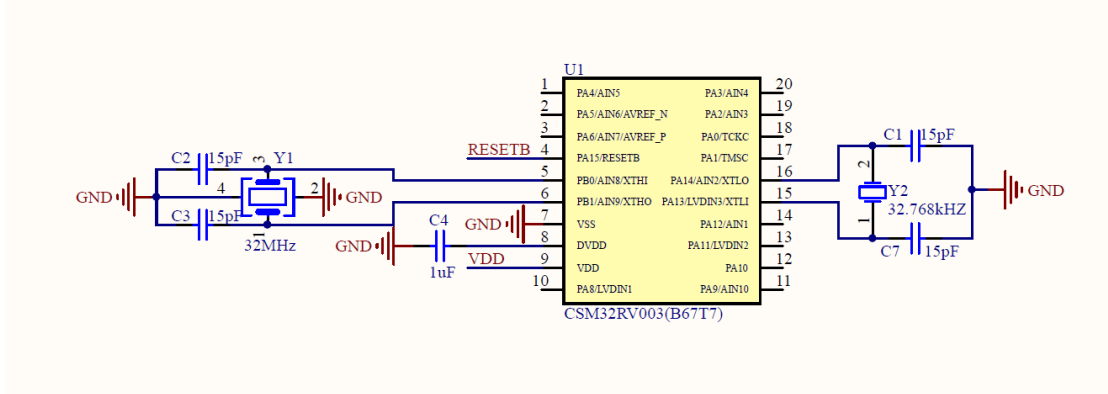 U1
1 PA4/AIN5 PA3/AIN4 20
2 PA5/AIN6/AVREF_N PA2/AIN3 19
3 PA6/AIN7/AVREF_P PA0/TCKC 18
RESETB 4 PA15/RESETB PA1/TMSC 17
5 PB0/AIN8/XTHI PA14/AIN2/XTLO 16
6 PB1/AIN9/XTHO PA13/LVDIN3/XTLI 15
GND 7 VSS PA12/AIN1 14
8 DVDD PA11/LVDIN2 13
VDD 9 VDD PA10 12
10 PA8/LVDIN1 PA9/AIN10 11
CSM32RV003(B67T7)
C2 15pF 3 Y1
GND 4 2 GND
C3 15pF 1
32MHz
C4
GND
1uF
C1 15pF
2
Y2 GND
32.768kHZ
1
C7 15pF